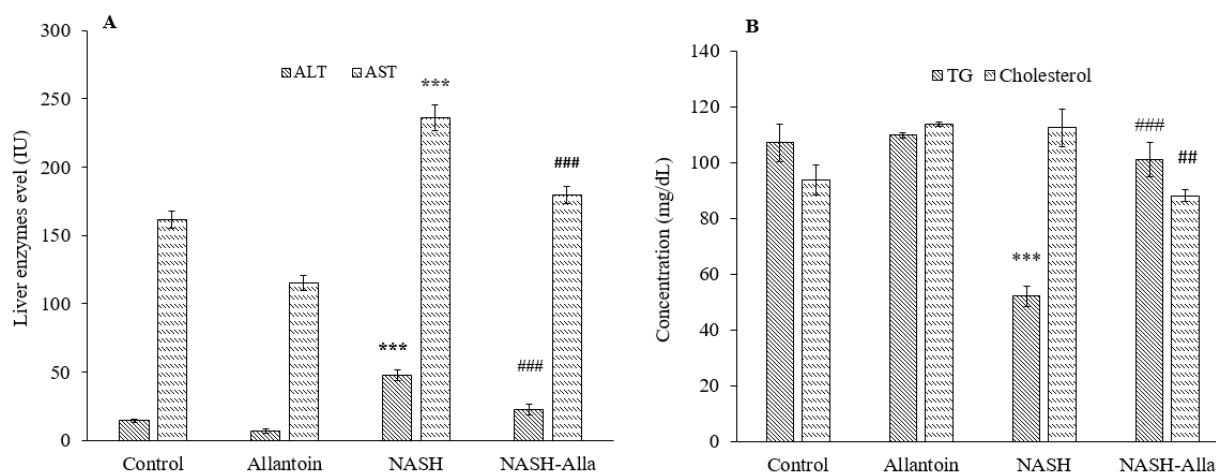 A
Liver enzymes evel (IU)
300
250
200
150
100
50
0
ALT AST
***
###
***
###
Control Allantoin NASH NASH-Alla
B
Concentration (mg/dL)
140
120
100
80
60
40
20
0
TG Cholesterol
###
##
***
Control Allantoin NASH NASH-Alla